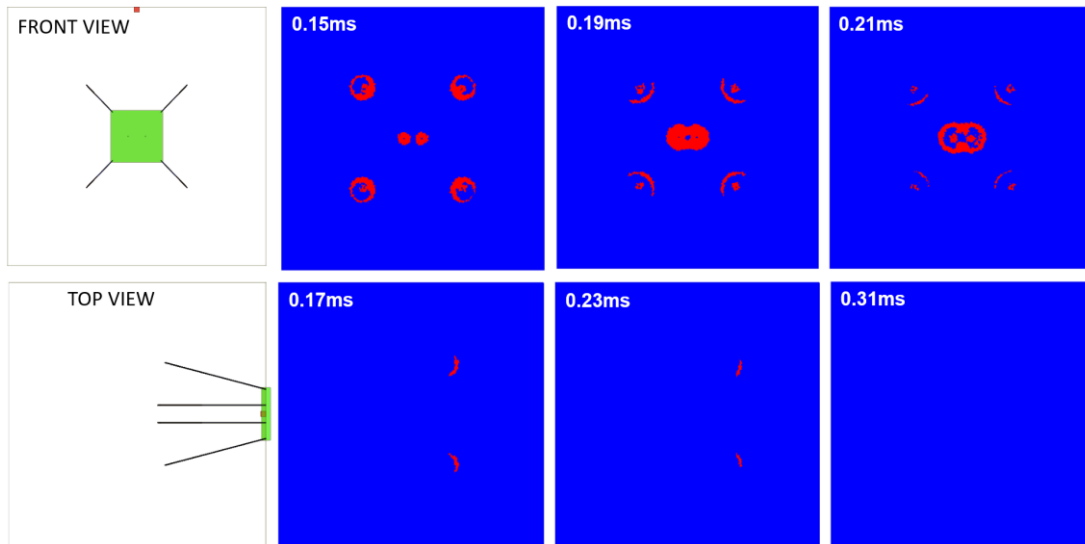 FRONT VIEW
0.15ms
0.19ms
0.21ms
TOP VIEW
0.17ms
0.23ms
0.31ms